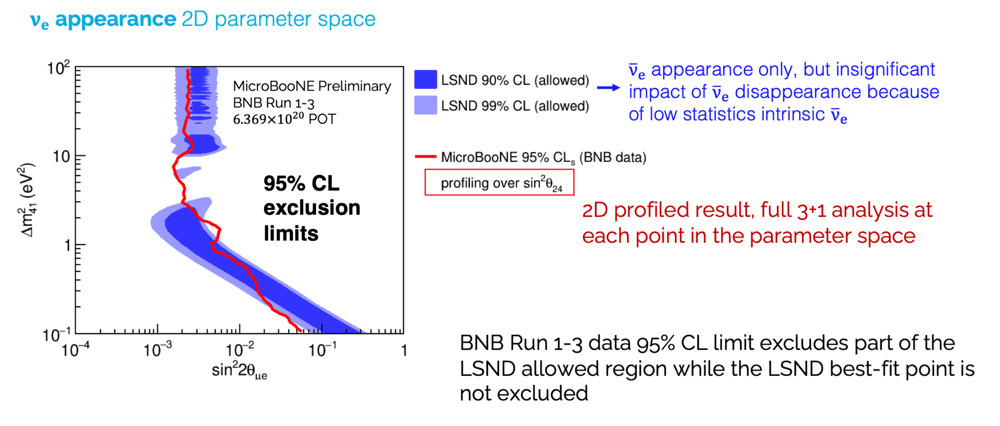 νe appearance 2D parameter space
10²
10
1
10⁻¹
Δm²₄₁ (eV²)
10⁻⁴
10⁻³
10⁻²
10⁻¹
1
sin²2θμe
MicroBooNE Preliminary
BNB Run 1-3
6.369×10²⁰ POT
95% CL
exclusion
limits
LSND 90% CL (allowed)
LSND 99% CL (allowed)
ν̄e appearance only, but insignificant
impact of ν̄e disappearance because
of low statistics intrinsic ν̄e
MicroBooNE 95% CLs (BNB data)
profiling over sin²θ₂₄
2D profiled result, full 3+1 analysis at
each point in the parameter space
BNB Run 1-3 data 95% CL limit excludes part of the
LSND allowed region while the LSND best-fit point is
not excluded